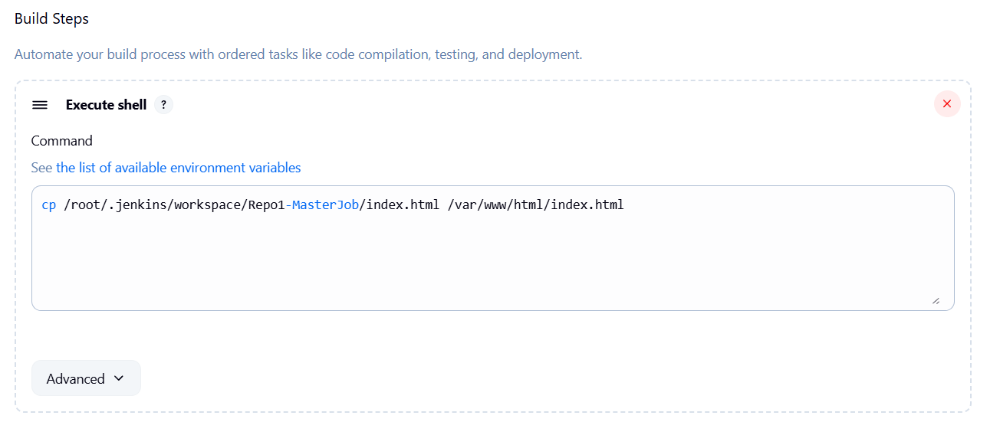 Build Steps
Automate your build process with ordered tasks like code compilation, testing, and deployment.
Execute shell ?
Command
See the list of available environment variables
cp /root/.jenkins/workspace/Repo1-MasterJob/index.html /var/www/html/index.html
Advanced